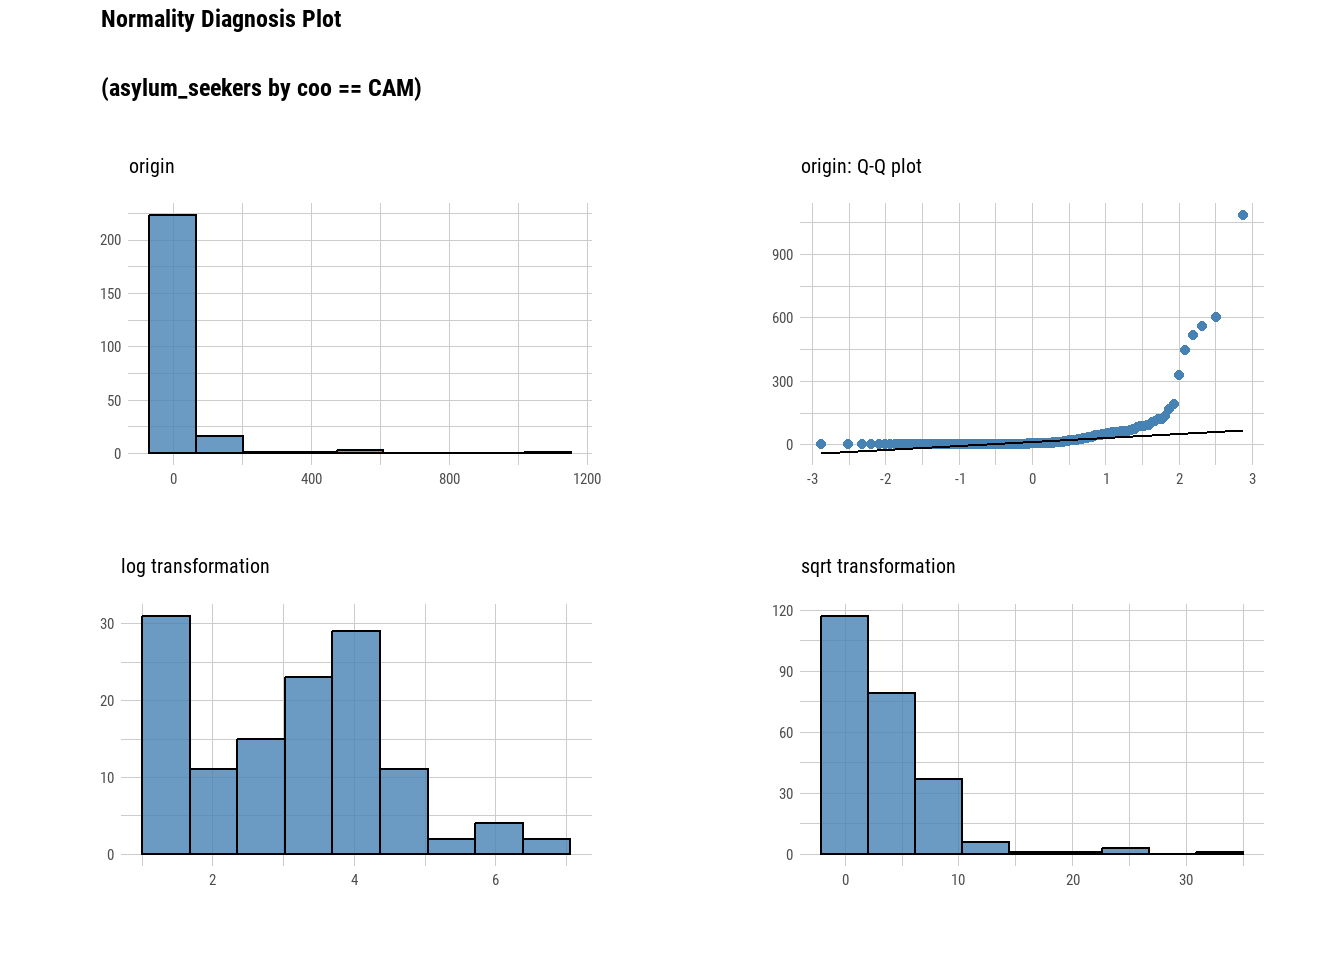 Normality Diagnosis Plot
(asylum_seekers by coo == CAM)
origin
200
150
100
50
0
0 400 800 1200
origin: Q-Q plot
900
600
300
0
-3 -2 -1 0 1 2 3
log transformation
30
20
10
0
2 4 6
sqrt transformation
120
90
60
30
0
0 10 20 30